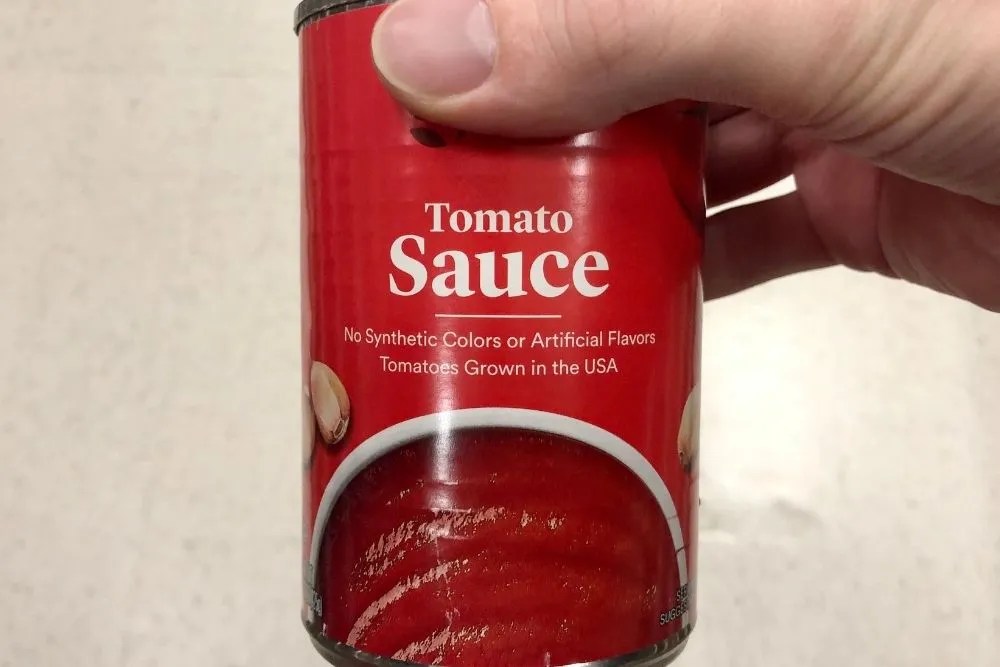 Tomato
Sauce
No Synthetic Colors or Artificial Flavors
Tomatoes Grown in the USA